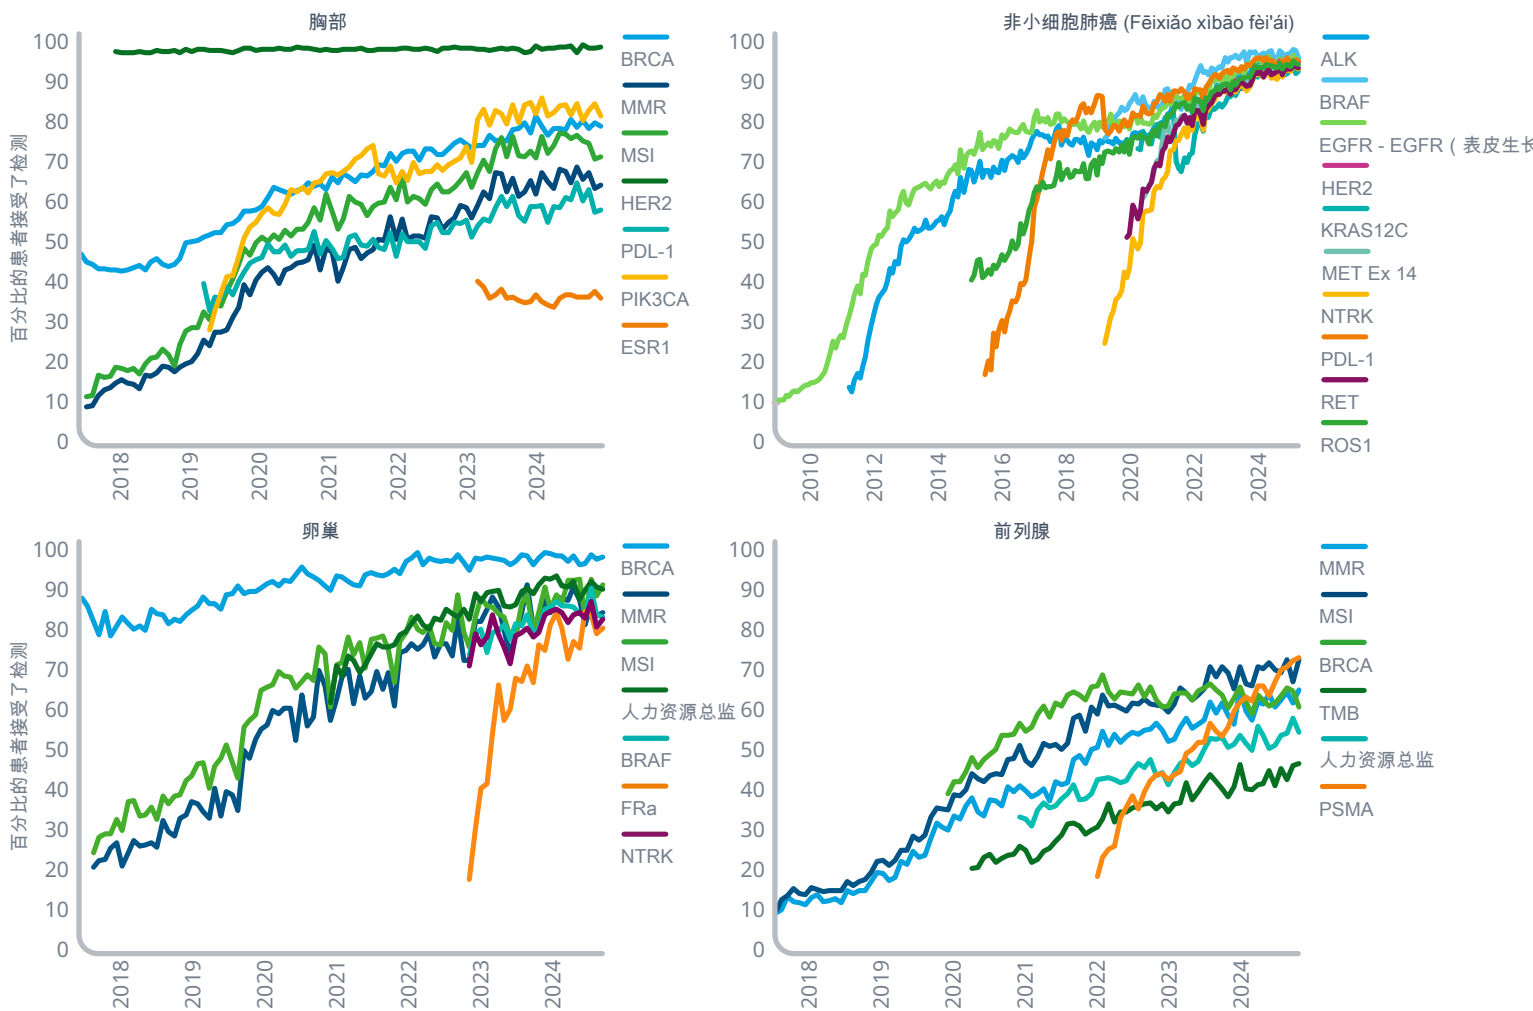 胸部
百分比的患者接受了检测
100
90
80
70
60
50
40
30
20
10
0
2018
2019
2020
2021
2022
2023
2024
BRCA
MMR
MSI
HER2
PDL-1
PIK3CA
ESR1
非小细胞肺癌 (Fēixiǎo xìbāo fèi'ái)
100
90
80
70
60
50
40
30
20
10
0
2010
2012
2014
2016
2018
2020
2022
2024
ALK
BRAF
EGFR - EGFR ( 表皮生长
HER2
KRAS12C
MET Ex 14
NTRK
PDL-1
RET
ROS1
卵巢
百分比的患者接受了检测
100
90
80
70
60
50
40
30
20
10
0
2018
2019
2020
2021
2022
2023
2024
BRCA
MMR
MSI
人力资源总监
BRAF
FRa
NTRK
前列腺
100
90
80
70
60
50
40
30
20
10
0
2018
2019
2020
2021
2022
2023
2024
MMR
MSI
BRCA
TMB
人力资源总监
PSMA